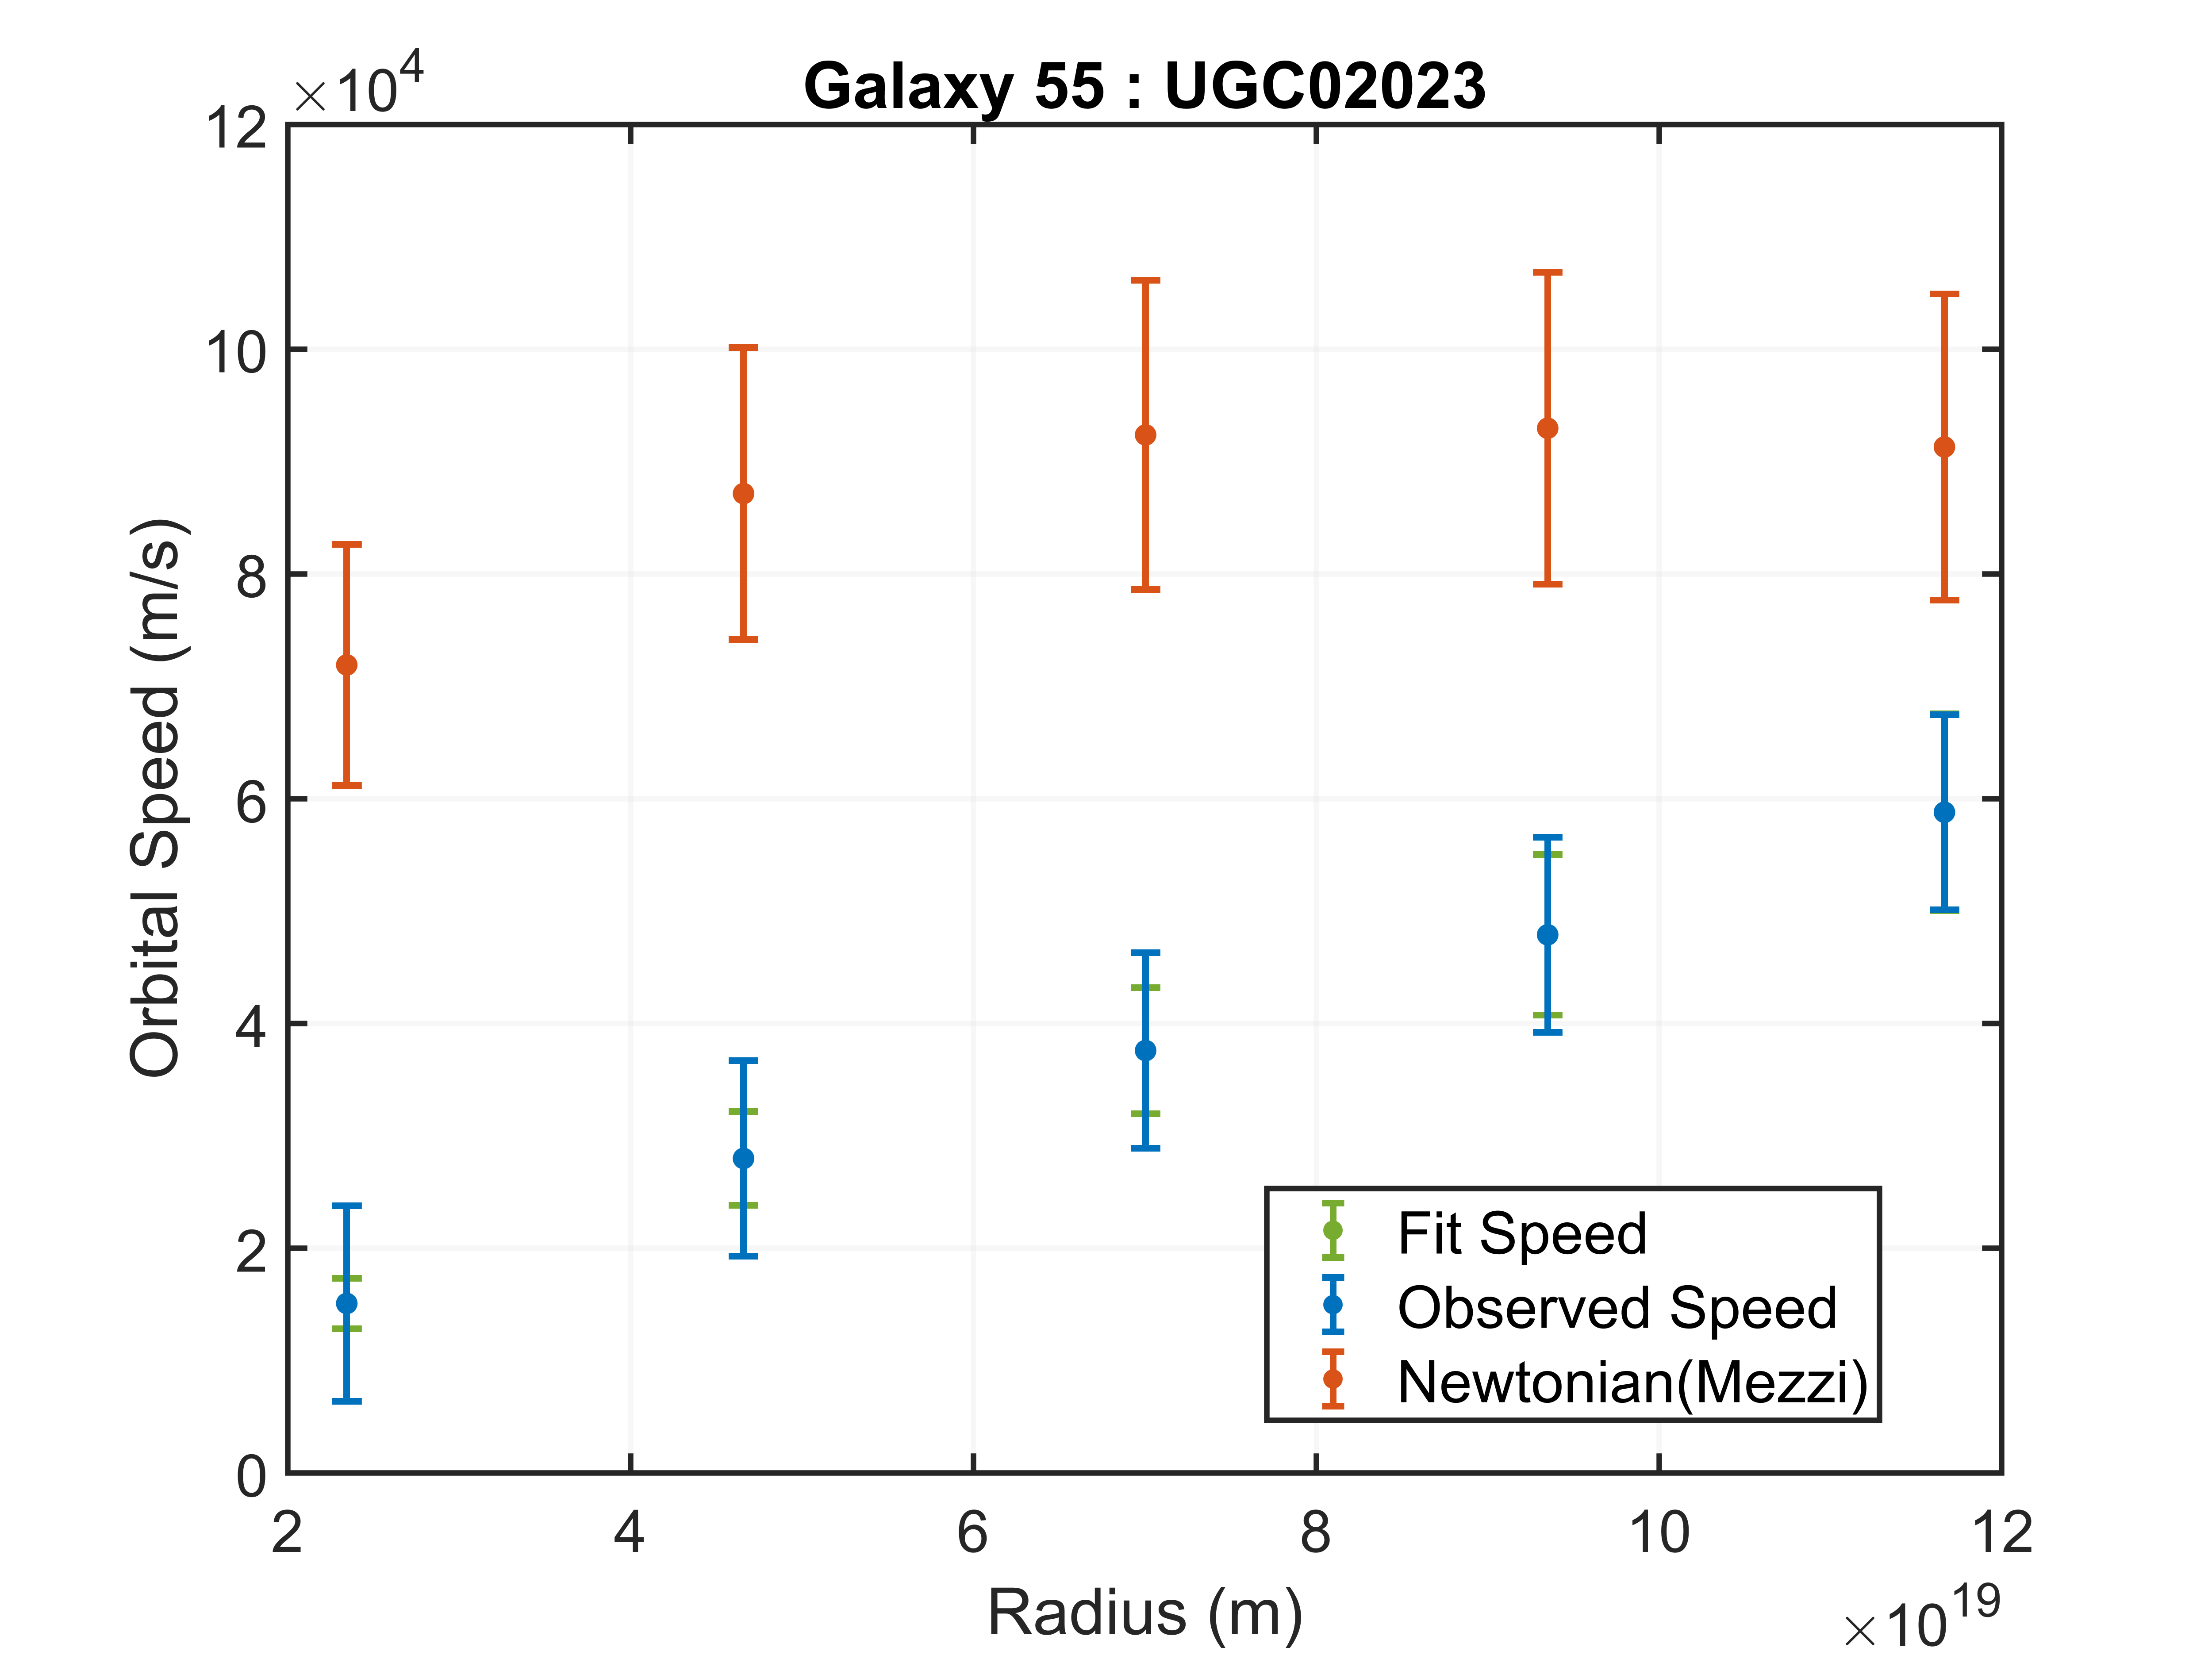 Galaxy 55 : UGC02023
×10⁴
12
10
8
6
4
2
0
Orbital Speed (m/s)
Fit Speed
Observed Speed
Newtonian(Mezzi)
2 4 6 8 10 12
Radius (m)
×10¹⁹